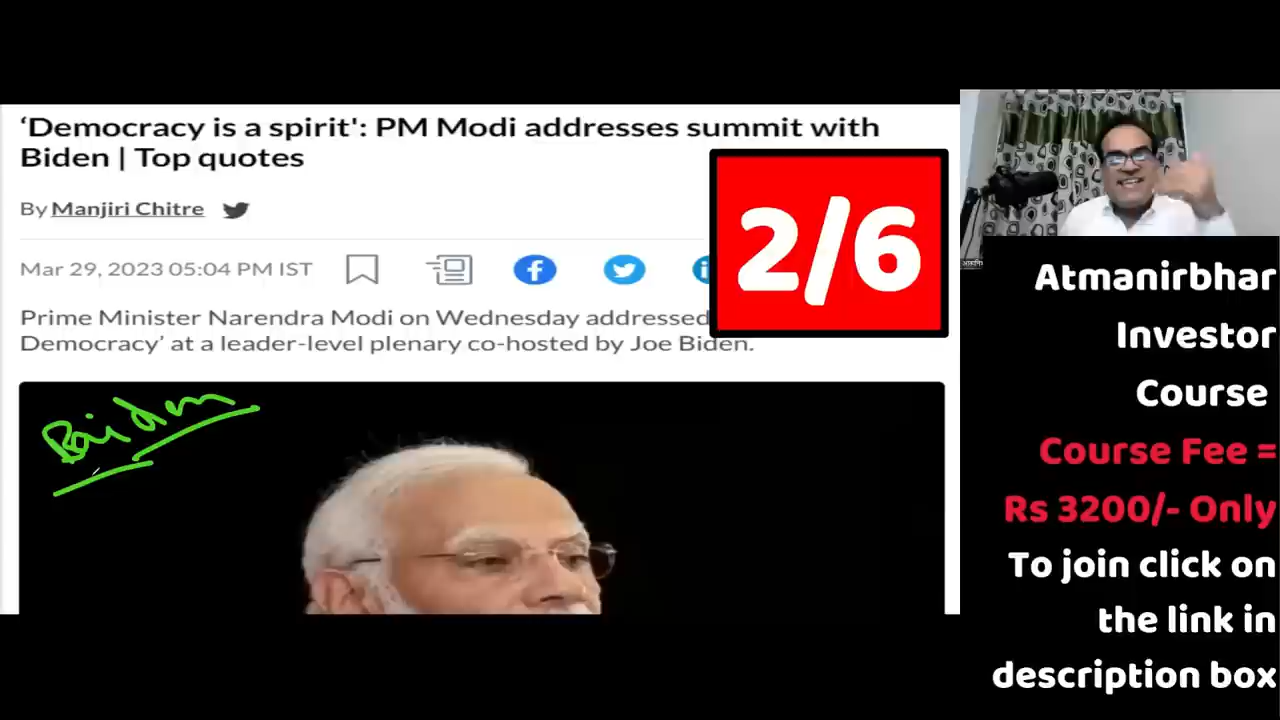 ‘Democracy is a spirit': PM Modi addresses summit with
Biden | Top quotes
By Manjiri Chitre
Mar 29, 2023 05:04 PM IST
Prime Minister Narendra Modi on Wednesday addressed
Democracy’ at a leader-level plenary co-hosted by Joe Biden.
2/6
Baiden
Atmanirbhar
Investor
Course
Course Fee =
Rs 3200/- Only
To join click on
the link in
description box